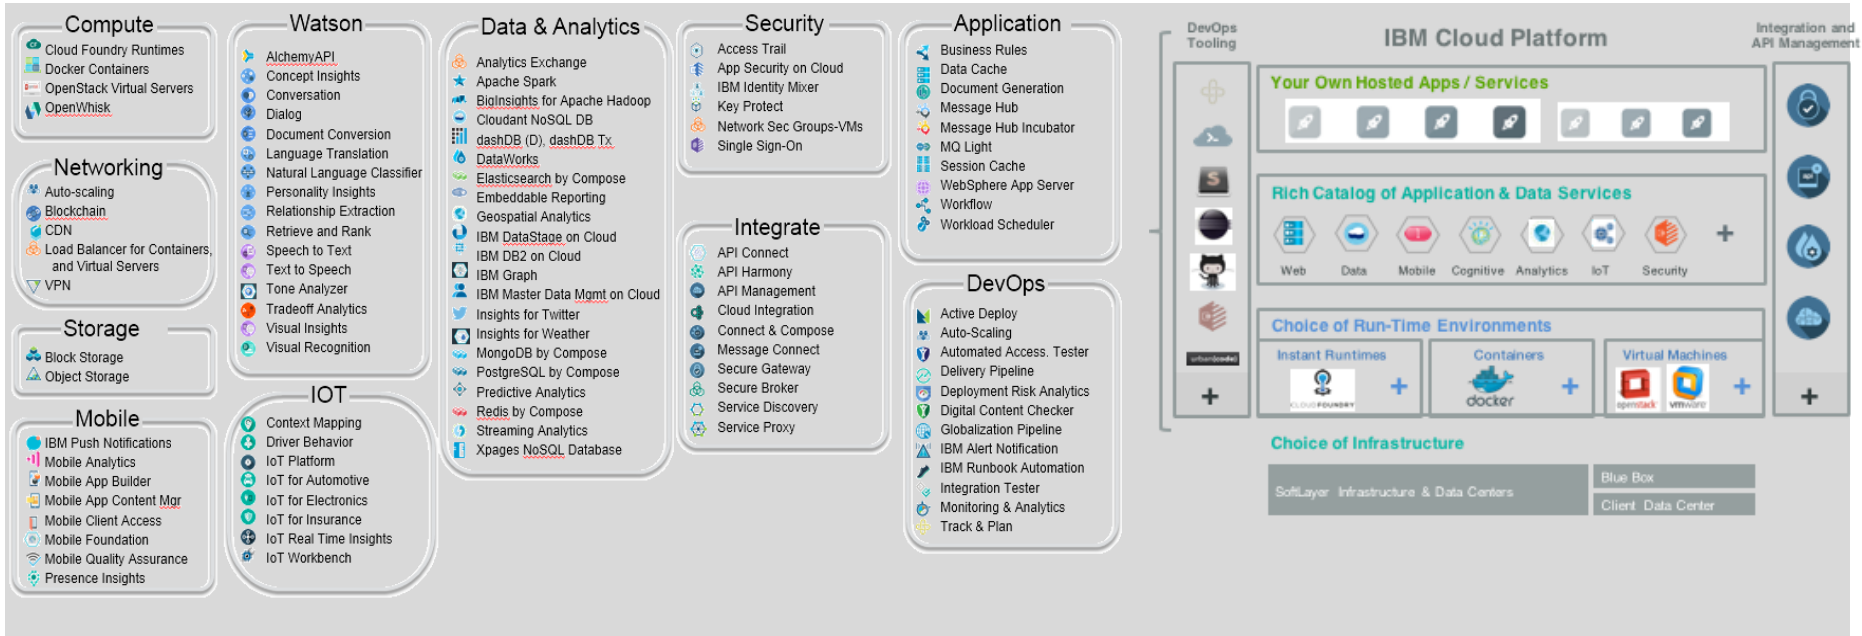 Compute
Cloud Foundry Runtimes
Docker Containers
OpenStack Virtual Servers
OpenWhisk
Networking
Auto-scaling
Blockchain
CDN
Load Balancer for Containers,
and Virtual Servers
VPN
Storage
Block Storage
Object Storage
Mobile
IBM Push Notifications
Mobile Analytics
Mobile App Builder
Mobile App Content Mgr
Mobile Client Access
Mobile Foundation
Mobile Quality Assurance
Presence Insights
Watson
AlchemyAPI
Concept Insights
Conversation
Dialog
Document Conversion
Language Translation
Natural Language Classifier
Personality Insights
Relationship Extraction
Retrieve and Rank
Speech to Text
Text to Speech
Tone Analyzer
Tradeoff Analytics
Visual Insights
Visual Recognition
IOT
Context Mapping
Driver Behavior
IoT Platform
IoT for Automotive
IoT for Electronics
IoT for Insurance
IoT Real Time Insights
IoT Workbench
Data & Analytics
Analytics Exchange
Apache Spark
BigInsights for Apache Hadoop
Cloudant NoSQL DB
dashDB (D), dashDB Tx
DataWorks
Elasticsearch by Compose
Embeddable Reporting
Geospatial Analytics
IBM DataStage on Cloud
IBM DB2 on Cloud
IBM Graph
IBM Master Data Mgmt on Cloud
Insights for Twitter
Insights for Weather
MongoDB by Compose
PostgreSQL by Compose
Predictive Analytics
Redis by Compose
Streaming Analytics
Xpages NoSQL Database
Security
Access Trail
App Security on Cloud
IBM Identity Mixer
Key Protect
Network Sec Groups-VMs
Single Sign-On
Integrate
API Connect
API Harmony
API Management
Cloud Integration
Connect & Compose
Message Connect
Secure Gateway
Secure Broker
Service Discovery
Service Proxy
Application
Business Rules
Data Cache
Document Generation
Message Hub
Message Hub Incubator
MQ Light
Session Cache
WebSphere App Server
Workflow
Workload Scheduler
DevOps
Active Deploy
Auto-Scaling
Automated Access. Tester
Delivery Pipeline
Deployment Risk Analytics
Digital Content Checker
Globalization Pipeline
IBM Alert Notification
IBM Runbook Automation
Integration Tester
Monitoring & Analytics
Track & Plan
DevOps
Tooling
S
urban{code}
+
IBM Cloud Platform
Your Own Hosted Apps / Services
Rich Catalog of Application & Data Services
+
Web Data Mobile Cognitive Analytics IoT Security
Choice of Run-Time Environments
Instant Runtimes
CLOUD FOUNDRY
+
Containers
docker
+
Virtual Machines
openstack
vmware
+
Choice of Infrastructure
SoftLayer Infrastructure & Data Centers
Blue Box
Client Data Center
Integration and
API Management
API
+